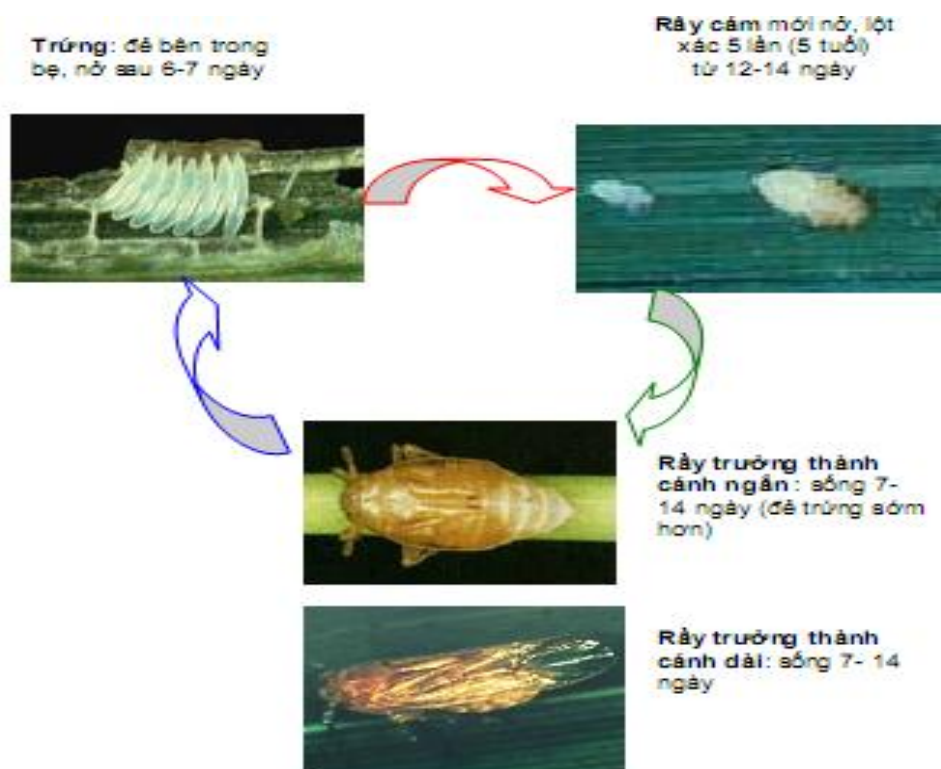 Trứng: đẻ bên trong
bẹ, nở sau 6-7 ngày
Rầy cám mới nở, lột
xác 5 lần (5 tuổi)
từ 12-14 ngày
Rầy trưởng thành
cánh ngắn : sống 7-
14 ngày (đẻ trứng sớm
hơn)
Rầy trưởng thành
cánh dài: sống 7- 14
ngày